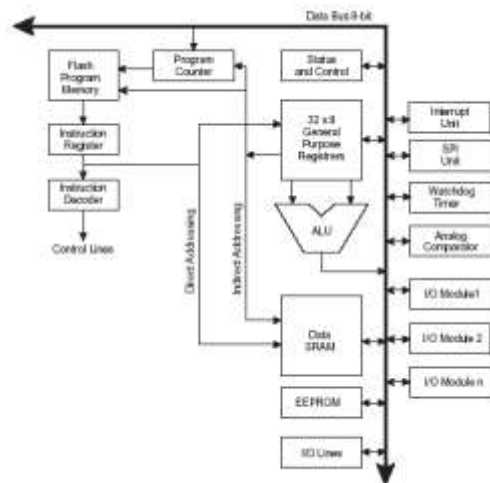 Data Bus 8-bit
Flash
Program
Memory
Program
Counter
Status
and Control
Instruction
Register
32 x 8
General
Purpose
Registrers
Interrupt
Unit
SPI
Unit
Instruction
Decoder
Watchdog
Timer
Control Lines
Direct Addressing
Indirect Addressing
ALU
Analog
Comparator
I/O Module1
Data
SRAM
I/O Module 2
I/O Module n
EEPROM
I/O Lines